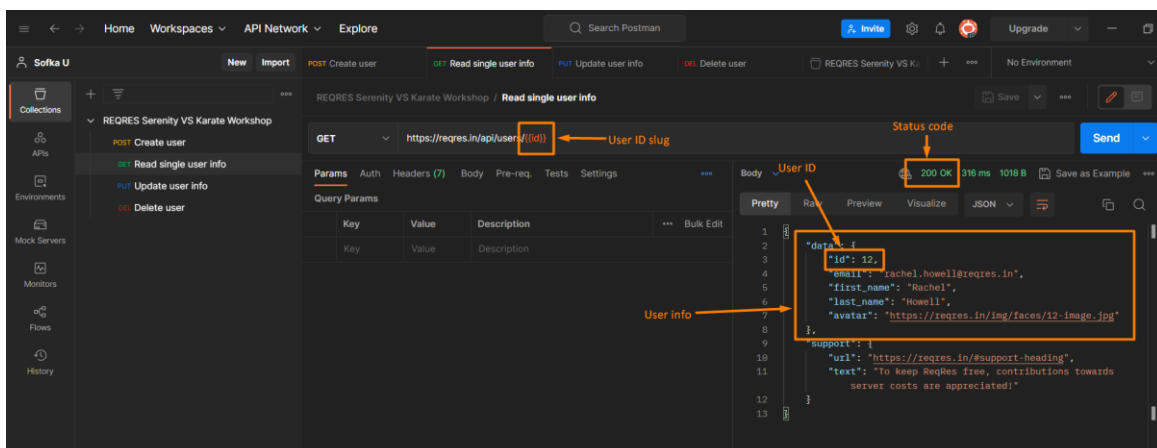 Home Workspaces API Network Explore Search Postman Invite Upgrade
Sofka U New Import POST Create user GET Read single user info PUT Update user info DEL Delete user REQRES Serenity VS Ka No Environment
Collections
APIs
Environments
Mock Servers
Monitors
Flows
History
REQRES Serenity VS Karate Workshop
POST Create user
GET Read single user info
PUT Update user info
DEL Delete user
REQRES Serenity VS Karate Workshop / Read single user info Save
GET https://reqres.in/api/users/{{id}} User ID slug Status code Send
Params Auth Headers (7) Body Pre-req. Tests Settings
Query Params
Key Value Description Bulk Edit
Key Value Description
User info
Body User ID 200 OK 316 ms 1018 B Save as Example
Pretty Raw Preview Visualize JSON
1 {
2 "data": {
3 "id": 12,
4 "email": "rachel.howell@reqres.in",
5 "first_name": "Rachel",
6 "last_name": "Howell",
7 "avatar": "https://reqres.in/img/faces/12-image.jpg"
8 },
9 "support": {
10 "url": "https://reqres.in/#support-heading",
11 "text": "To keep ReqRes free, contributions towards
server costs are appreciated!"
12 }
13 }